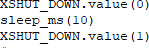 XSHUT_DOWN.value(0)
sleep_ms(10)
XSHUT_DOWN.value(1)